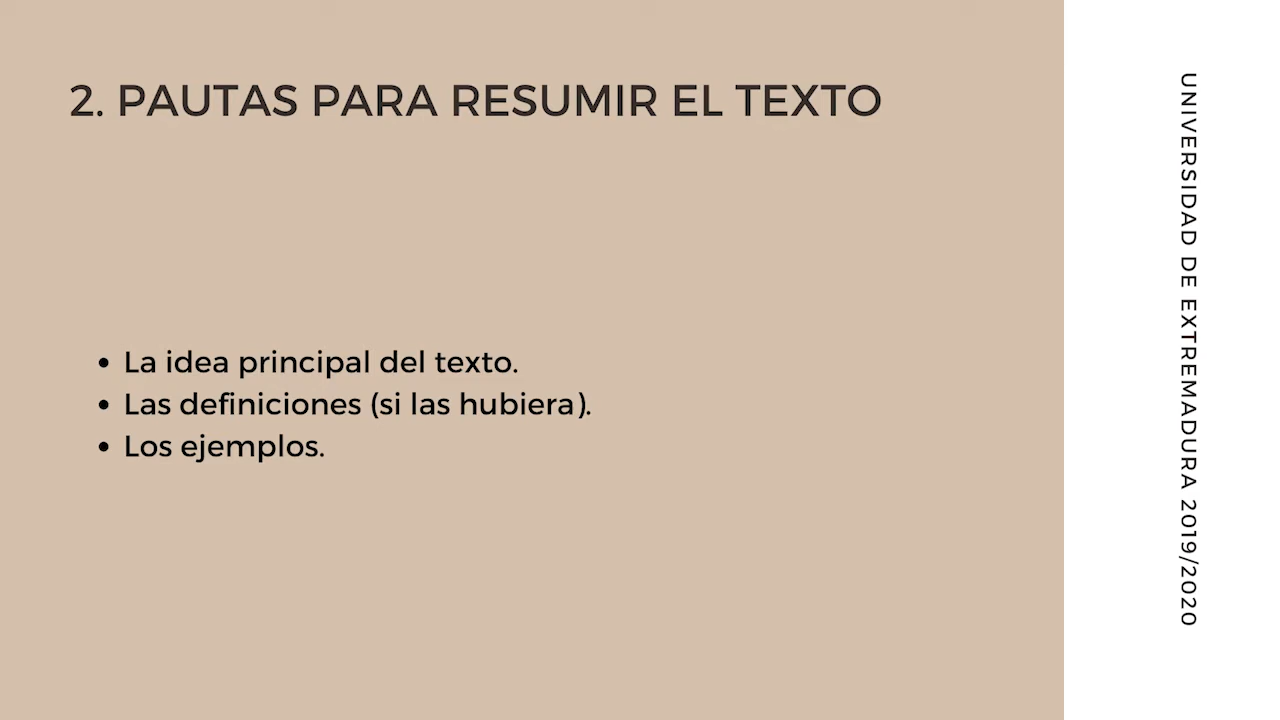 2. PAUTAS PARA RESUMIR EL TEXTO
• La idea principal del texto.
• Las definiciones (si las hubiera).
• Los ejemplos.
UNIVERSIDAD DE EXTREMADURA 2019/2020